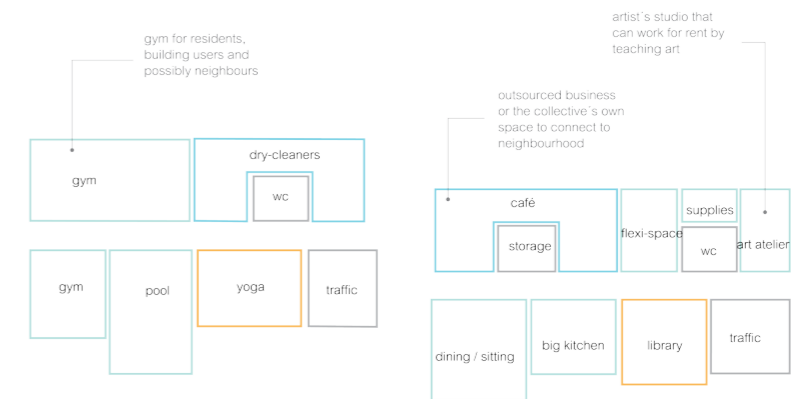 gym for residents,
building users and
possibly neighbours
gym
dry-cleaners
wc
gym
pool
yoga
traffic
artist´s studio that
can work for rent by
teaching art
outsourced business
or the collective´s own
space to connect to
neighbourhood
café
storage
flexi-space
supplies
wc
art atelier
dining / sitting
big kitchen
library
traffic